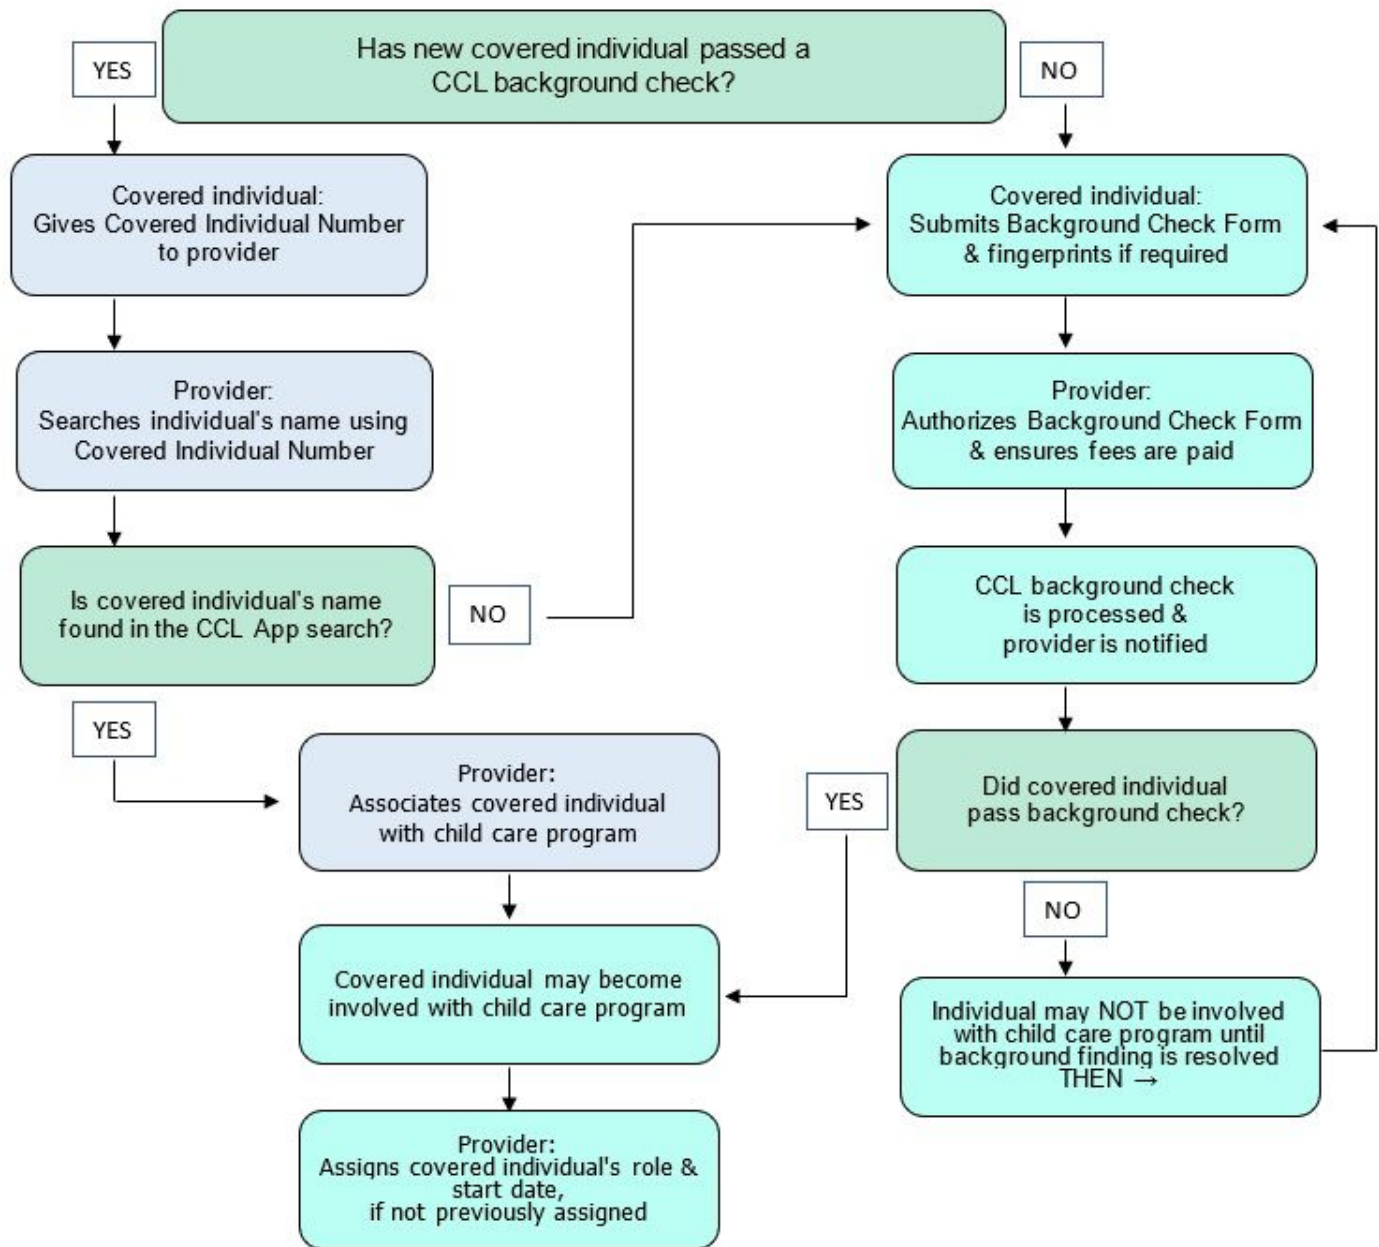 Has new covered individual passed a
CCL background check?
YES
NO
Covered individual:
Gives Covered Individual Number
to provider
Covered individual:
Submits Background Check Form
& fingerprints if required
Provider:
Searches individual's name using
Covered Individual Number
Provider:
Authorizes Background Check Form
& ensures fees are paid
Is covered individual's name
found in the CCL App search?
NO
CCL background check
is processed &
provider is notified
YES
Provider:
Associates covered individual
with child care program
YES
Did covered individual
pass background check?
NO
Covered individual may become
involved with child care program
Individual may NOT be involved
with child care program until
background finding is resolved
THEN →
Provider:
Assigns covered individual's role &
start date,
if not previously assigned